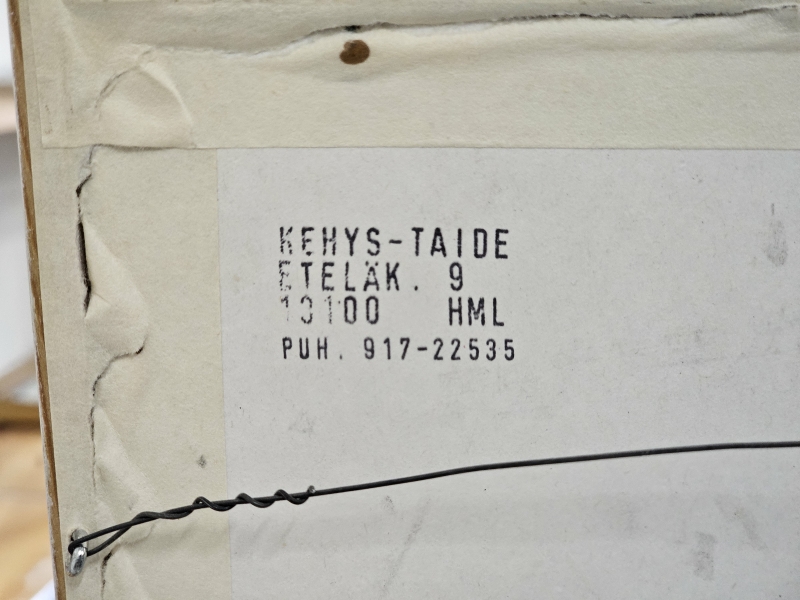 KEHYS-TAIDE
ETELÄK. 9
13100 HML
PUH. 917-22535